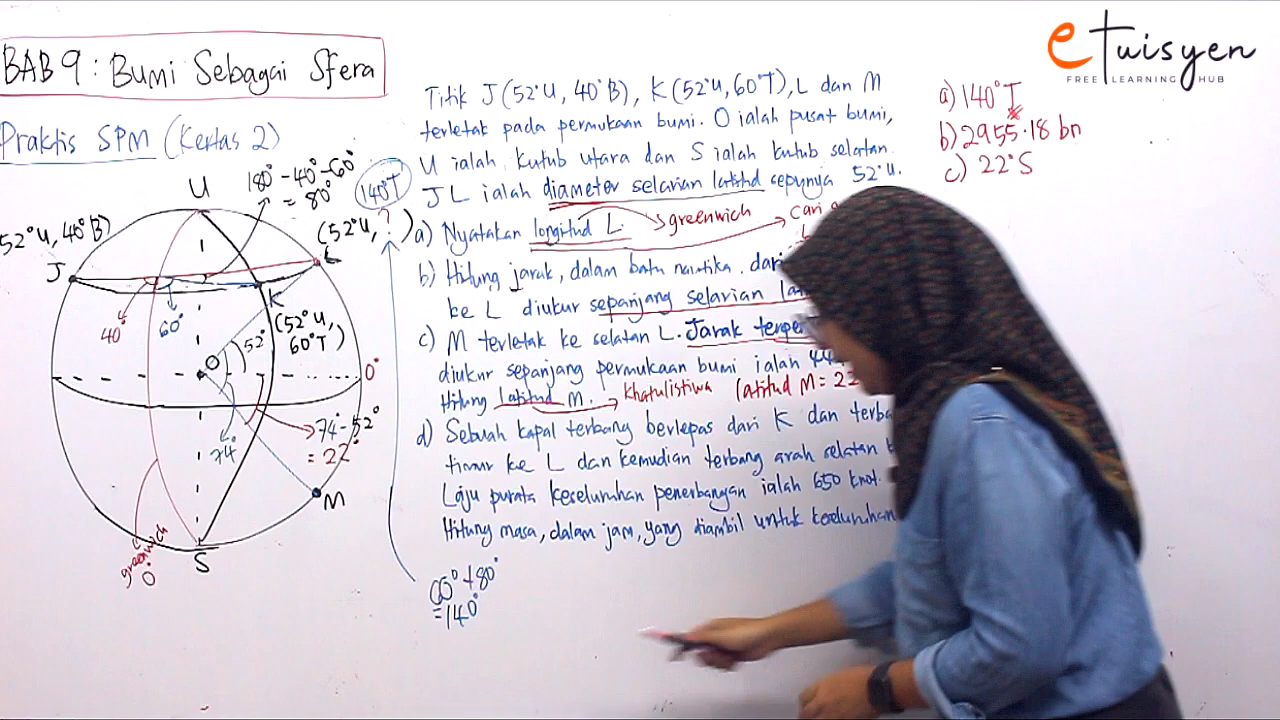 BAB 9: Bumi Sebagai Sfera
e Tuisyen
FREE LEARNING HUB
Praktis SPM (Kertas 2)
U
180°-40°-60°
= 80°
140°T
52°U, 40°B)
(52°U, ?)
J
L
K
40°
60°
52°
(52°U,
60°T)
O
0°
74°
74°-52°
= 22°
M
greenwich
0°
S
Titik J(52°U, 40°B), K(52°U, 60°T), L dan M
terletak pada permukaan bumi. O ialah pusat bumi,
U ialah kutub utara dan S ialah kutub selatan.
JL ialah diameter selarian latitud sepunya 52°U.
a) Nyatakan longitud L. greenwich cari
b) Hitung jarak, dalam batu nautika, dari
ke L diukur sepanjang selarian
c) M terletak ke selatan L. Jarak
diukur sepanjang permukaan bumi ialah
Hitung latitud M. khatulistiwa latitud M = 22
d) Sebuah kapal terbang berlepas dari K dan
timur ke L dan kemudian terbang arah selatan
Laju purata keseluruhan penerbangan ialah 650 knot.
Hitung masa, dalam jam, yang diambil untuk keseluruhan
60°+80°
=140°
a) 140°T
b) 2955.18 bn
c) 22°S